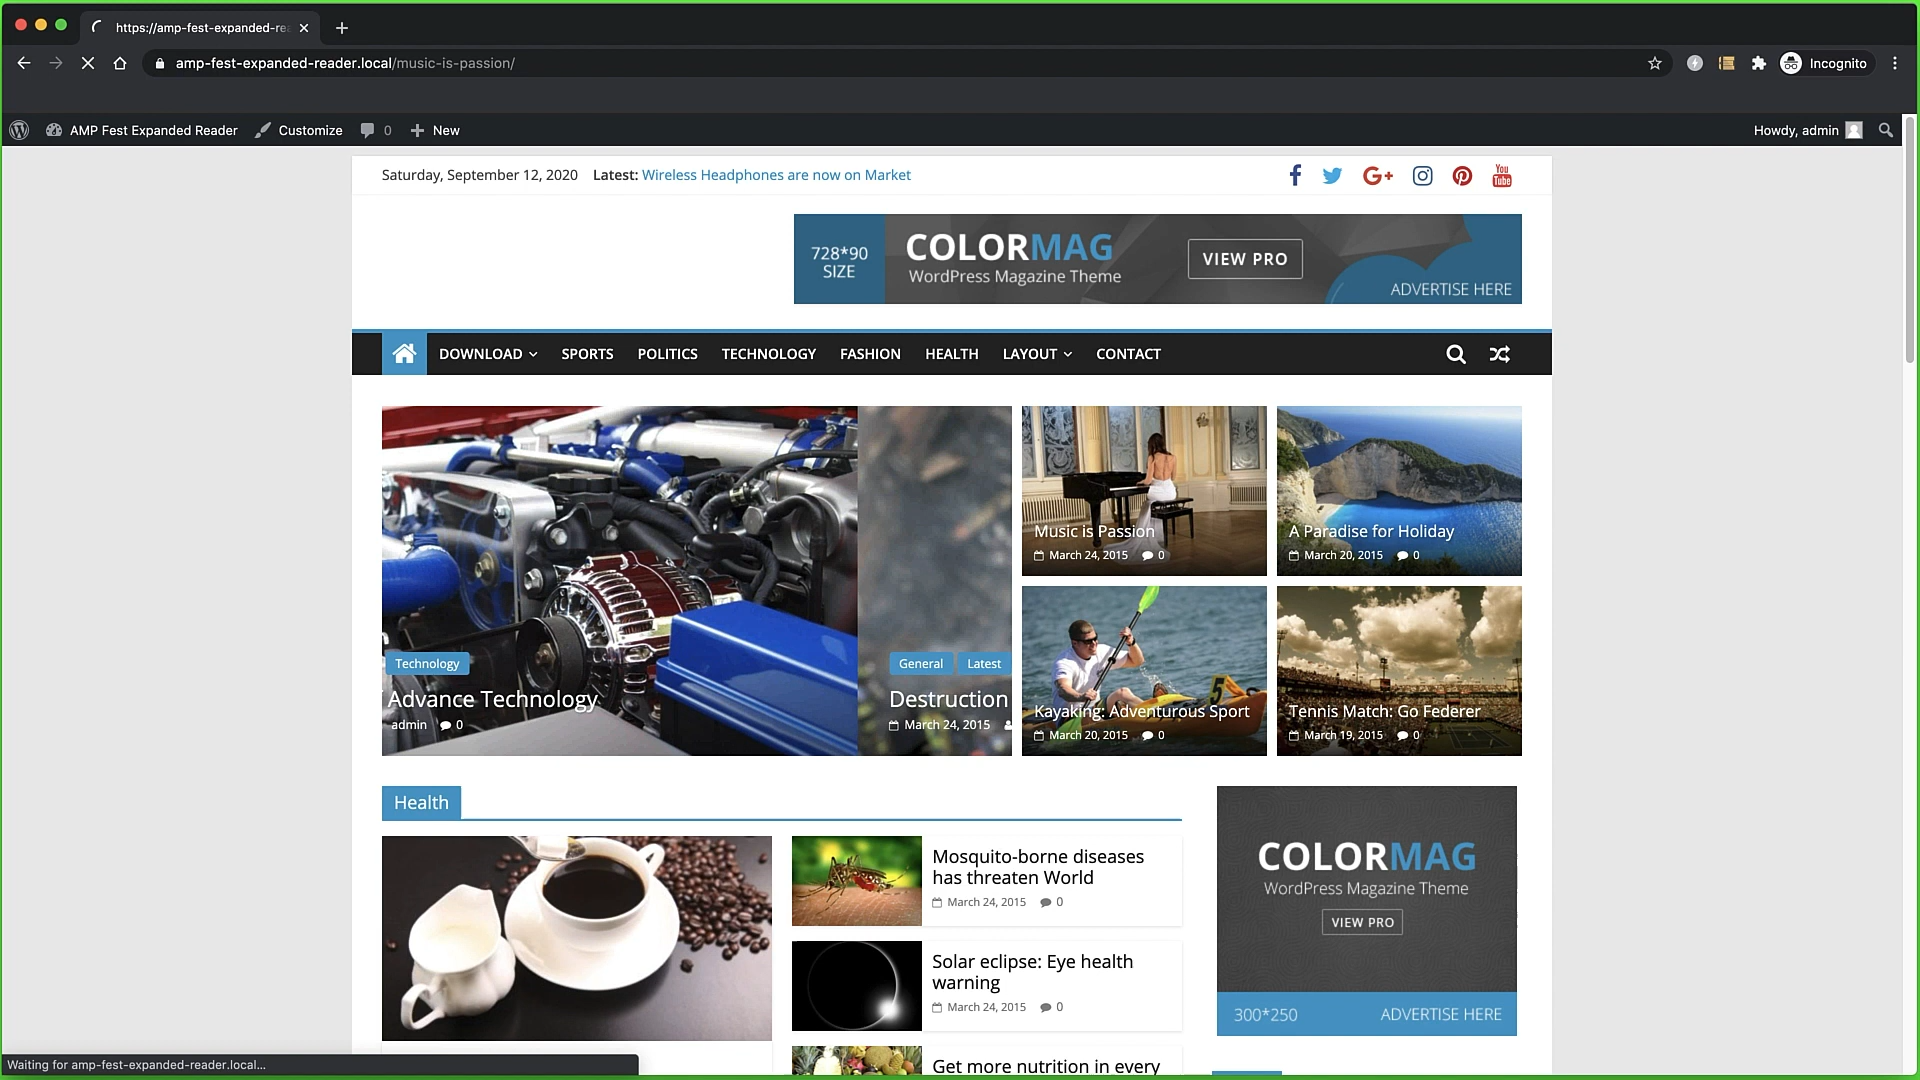 https://amp-fest-expanded-re
amp-fest-expanded-reader.local/music-is-passion/
Incognito
AMP Fest Expanded Reader
Customize
0
New
Howdy, admin
Saturday, September 12, 2020
Latest: Wireless Headphones are now on Market
You
Tube
728*90
SIZE
COLORMAG
WordPress Magazine Theme
VIEW PRO
ADVERTISE HERE
DOWNLOAD
SPORTS
POLITICS
TECHNOLOGY
FASHION
HEALTH
LAYOUT
CONTACT
Technology
Advance Technology
admin 0
General Latest
Destruction
March 24, 2015
Music is Passion
March 24, 2015 0
A Paradise for Holiday
March 20, 2015 0
5
Kayaking: Adventurous Sport
March 20, 2015 0
Tennis Match: Go Federer
March 19, 2015 0
Health
Mosquito-borne diseases
has threaten World
March 24, 2015 0
Solar eclipse: Eye health
warning
March 24, 2015 0
Get more nutrition in every
COLORMAG
WordPress Magazine Theme
VIEW PRO
300*250
ADVERTISE HERE
Waiting for amp-fest-expanded-reader.local...